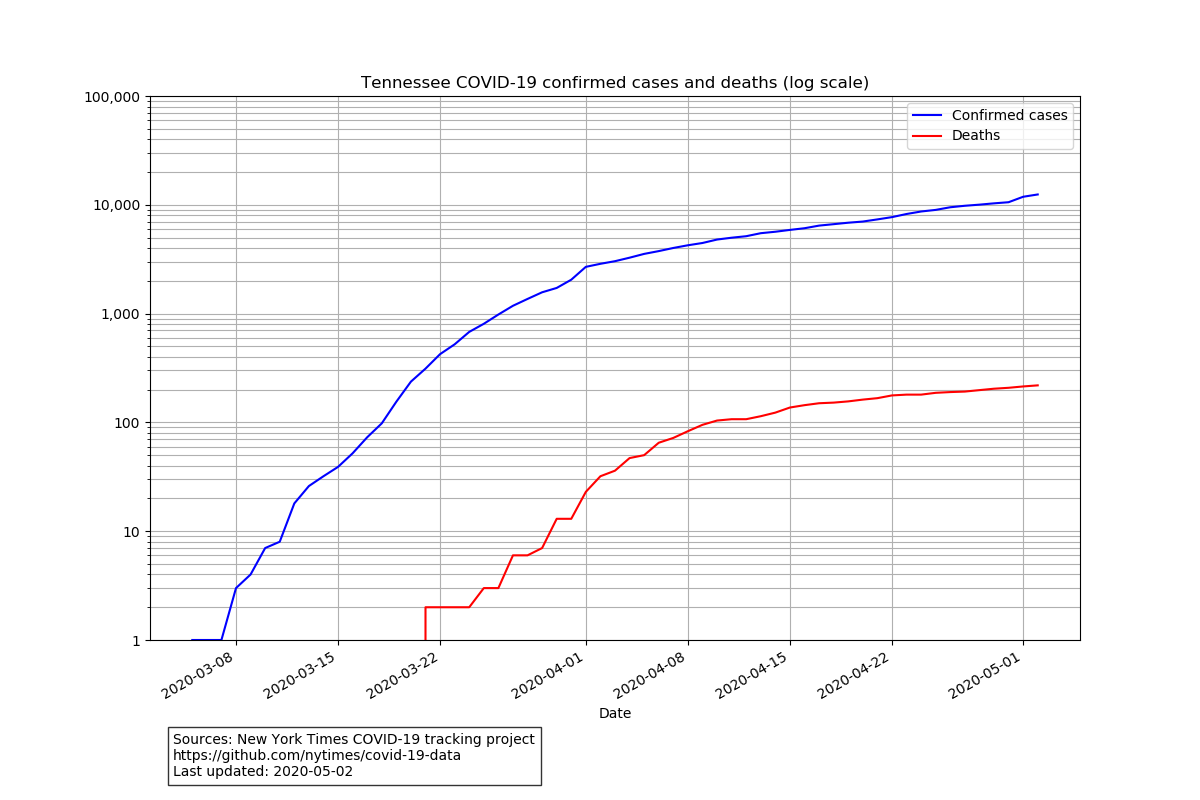 Tennessee COVID-19 confirmed cases and deaths (log scale)
100,000
10,000
1,000
100
10
1
Confirmed cases
Deaths
2020-03-08
2020-03-15
2020-03-22
2020-04-01
2020-04-08
2020-04-15
2020-04-22
2020-05-01
Date
Sources: New York Times COVID-19 tracking project
https://github.com/nytimes/covid-19-data
Last updated: 2020-05-02